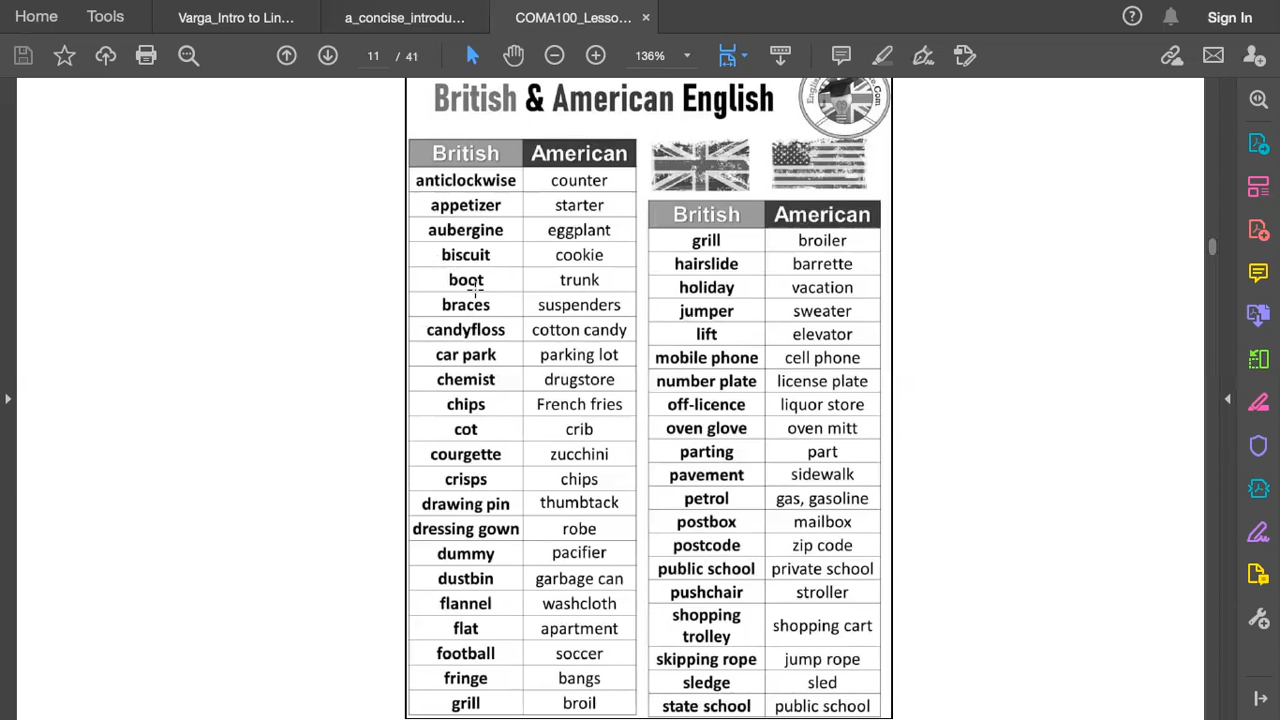 Home Tools Varga_Intro to Lin... a_concise_introdu... COMA100_Lesso... × Sign In
11 / 41 136%
British & American English
British American
anticlockwise counter
appetizer starter
aubergine eggplant
biscuit cookie
boot trunk
braces suspenders
candyfloss cotton candy
car park parking lot
chemist drugstore
chips French fries
cot crib
courgette zucchini
crisps chips
drawing pin thumbtack
dressing gown robe
dummy pacifier
dustbin garbage can
flannel washcloth
flat apartment
football soccer
fringe bangs
grill broil
British American
grill broiler
hairslide barrette
holiday vacation
jumper sweater
lift elevator
mobile phone cell phone
number plate license plate
off-licence liquor store
oven glove oven mitt
parting part
pavement sidewalk
petrol gas, gasoline
postbox mailbox
postcode zip code
public school private school
pushchair stroller
shopping
trolley shopping cart
skipping rope jump rope
sledge sled
state school public school